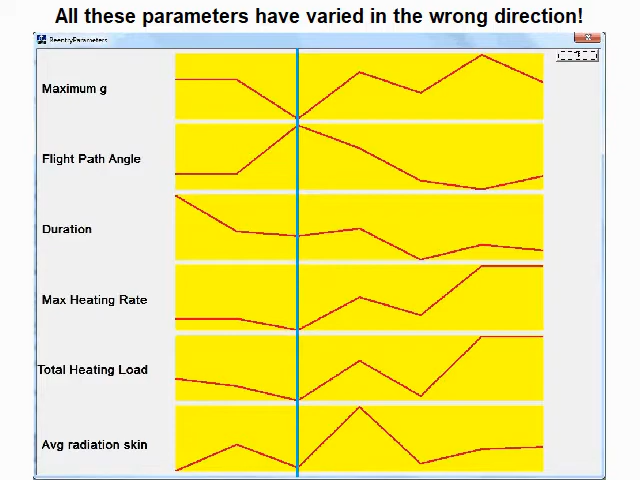 All these parameters have varied in the wrong direction!
ReentryParameters
Maximum g
Flight Path Angle
Duration
Max Heating Rate
Total Heating Load
Avg radiation skin